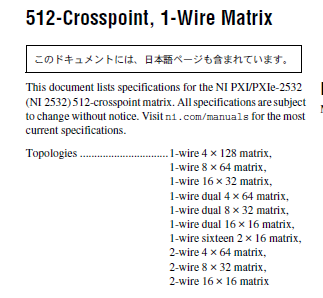 512-Crosspoint, 1-Wire Matrix
このドキュメントには、日本語ページも含まれています。
This document lists specifications for the NI PXI/PXIe-2532
(NI 2532) 512-crosspoint matrix. All specifications are subject
to change without notice. Visit ni.com/manuals for the most
current specifications.
Topologies ................................ 1-wire 4 × 128 matrix,
1-wire 8 × 64 matrix,
1-wire 16 × 32 matrix,
1-wire dual 4 × 64 matrix,
1-wire dual 8 × 32 matrix,
1-wire dual 16 × 16 matrix,
1-wire sixteen 2 × 16 matrix,
2-wire 4 × 64 matrix,
2-wire 8 × 32 matrix,
2-wire 16 × 16 matrix